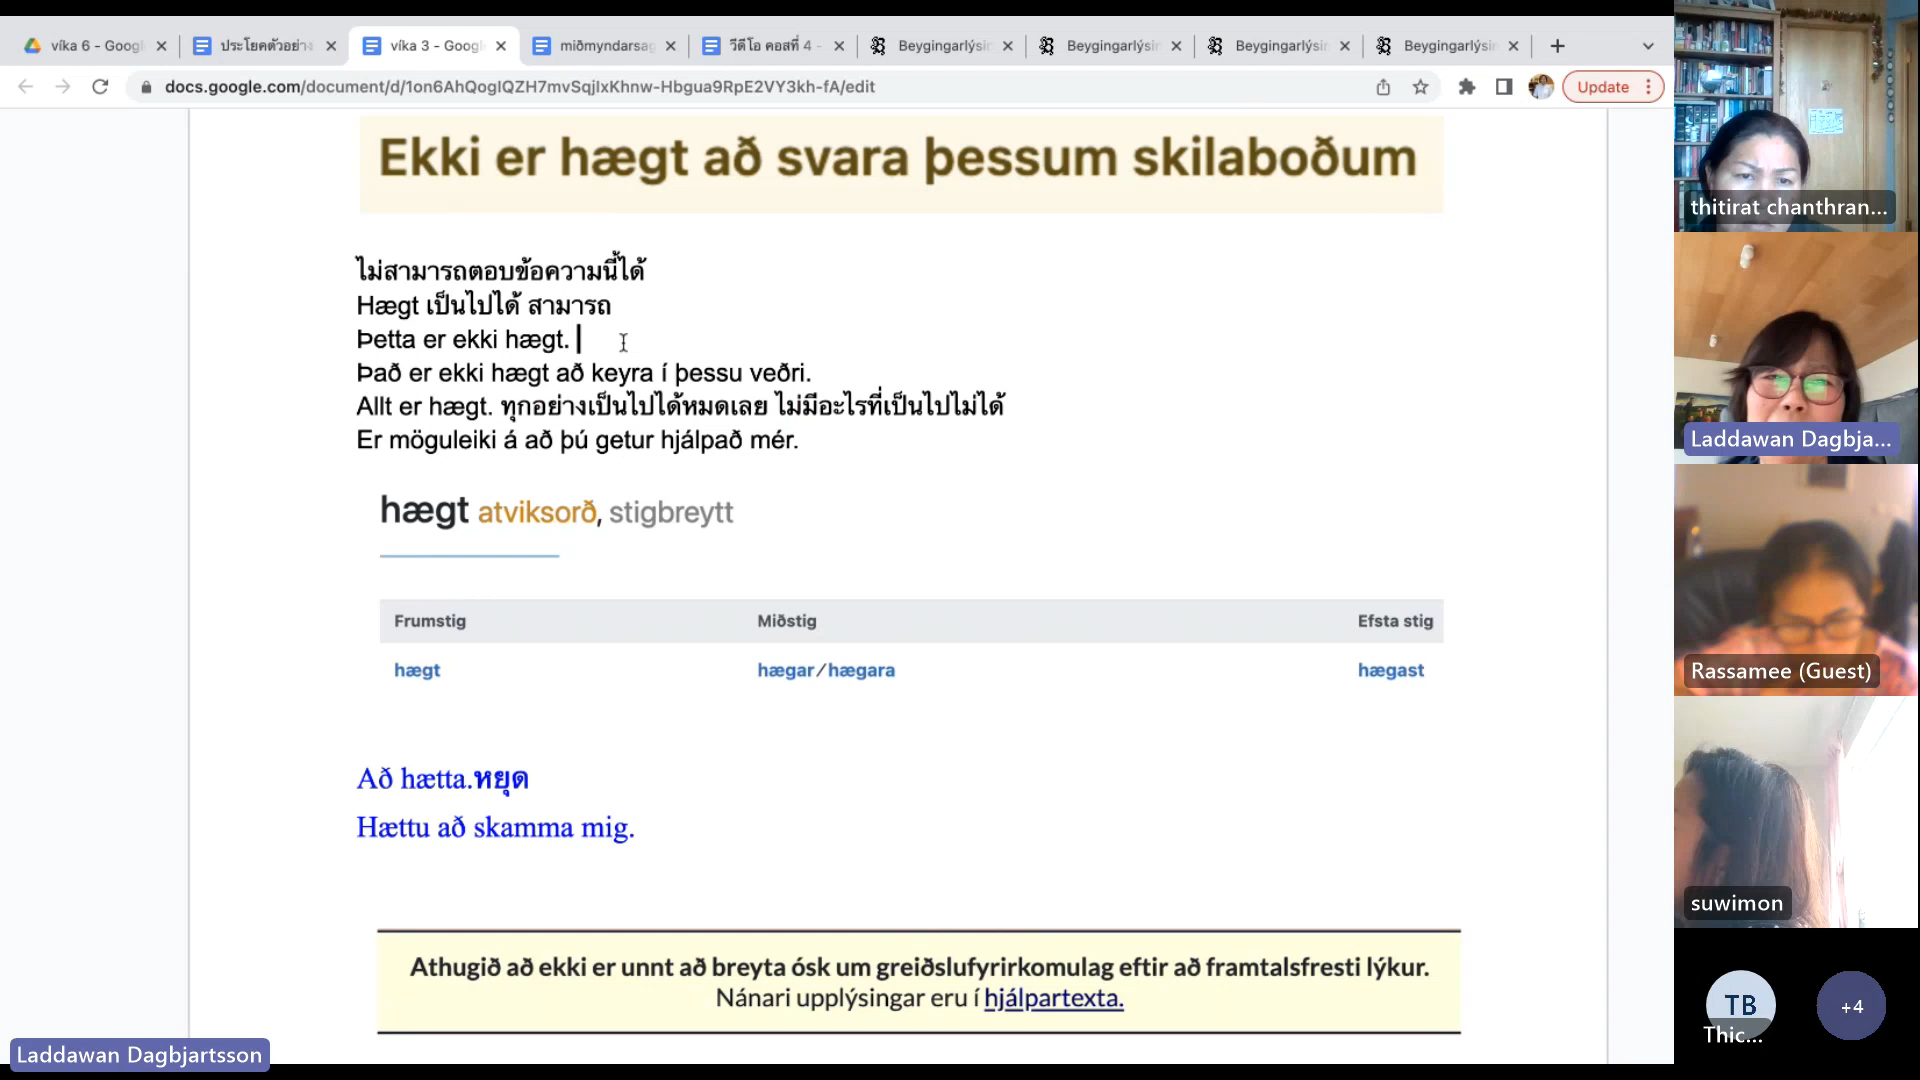 víka 6 - Googl
ประโยคตัวอย่าง
víka 3 - Googl
miðmyndarsag
วีดีโอ คอสที่ 4 -
Beygingarlýsin
Beygingarlýsin
Beygingarlýsin
Beygingarlýsin
docs.google.com/document/d/1on6AhQogIQZH7mvSqjIxKhnw-Hbgua9RpE2VY3kh-fA/edit
Update
Ekki er hægt að svara þessum skilaboðum
ไม่สามารถตอบข้อความนี้ได้
Hægt เป็นไปได้ สามารถ
Þetta er ekki hægt.
Það er ekki hægt að keyra í þessu veðri.
Allt er hægt. ทุกอย่างเป็นไปได้หมดเลย ไม่มีอะไรที่เป็นไปไม่ได้
Er möguleiki á að þú getur hjálpað mér.
hægt atviksorð, stigbreytt
Frumstig Miðstig Efsta stig
hægt hægar/hægara hægast
Að hætta.หยุด
Hættu að skamma mig.
Athugið að ekki er unnt að breyta ósk um greiðslufyrirkomulag eftir að framtalsfresti lýkur.
Nánari upplýsingar eru í hjálpartexta.
Laddawan Dagbjartsson
thitirat chanthran...
Laddawan Dagbja...
Rassamee (Guest)
suwimon
TB
Thic...
+4